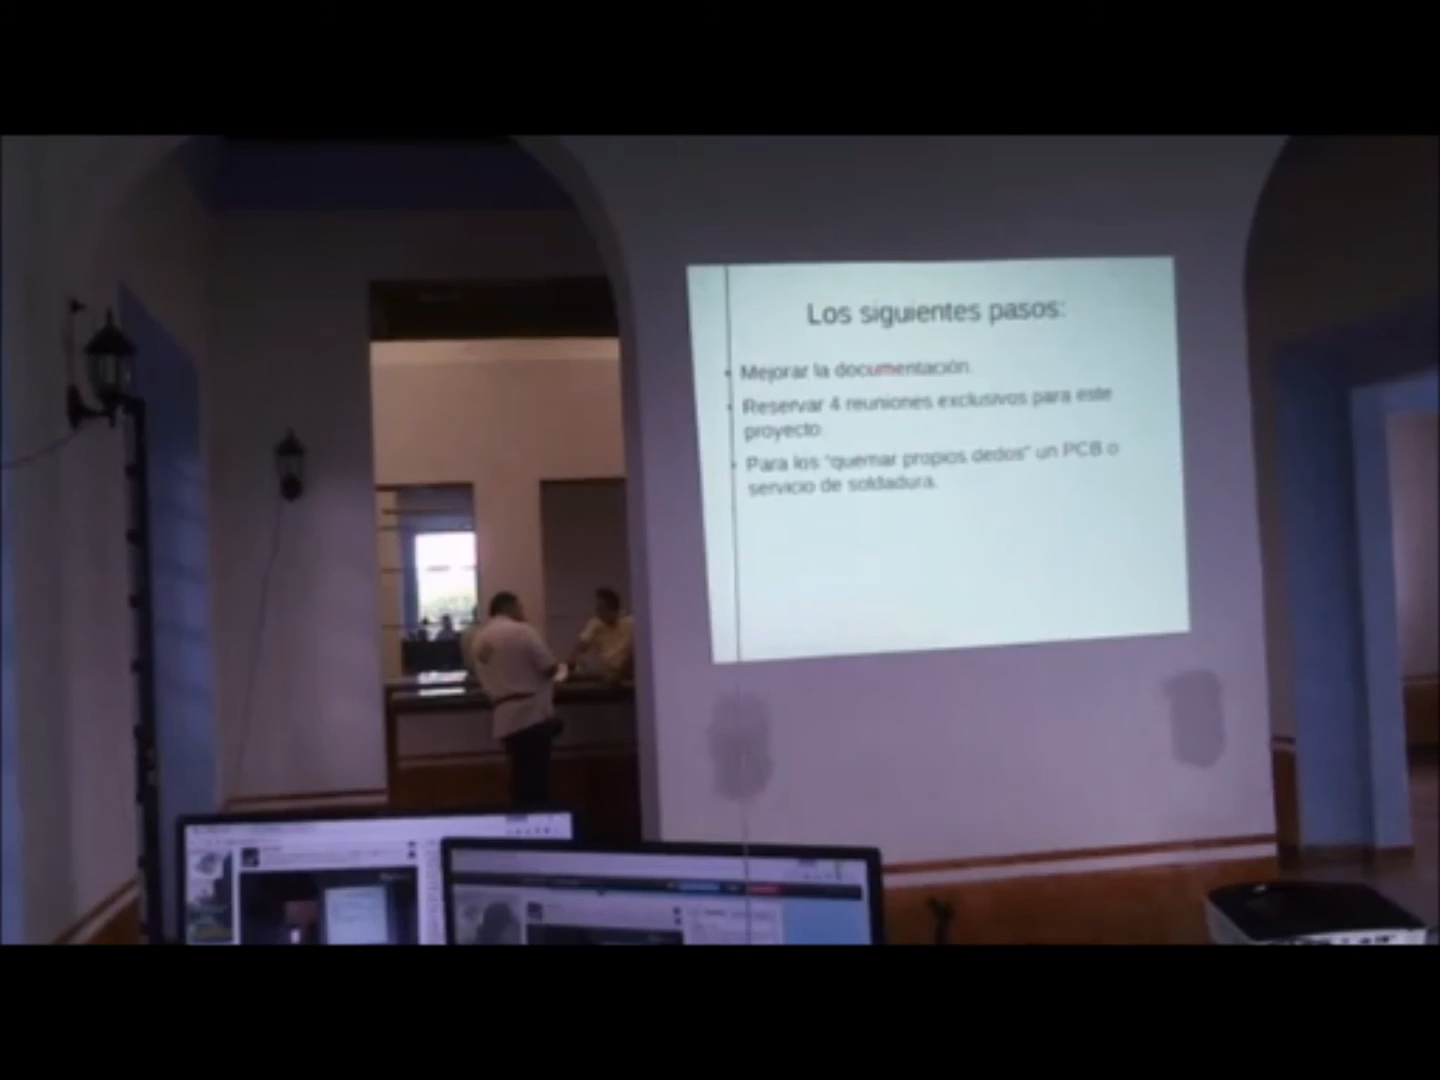 Los siguientes pasos:
Mejorar la documentación.
Reservar 4 reuniones exclusivos para este
proyecto
Para los "quemar propios dedos" un PCB o
servicio de soldadura.